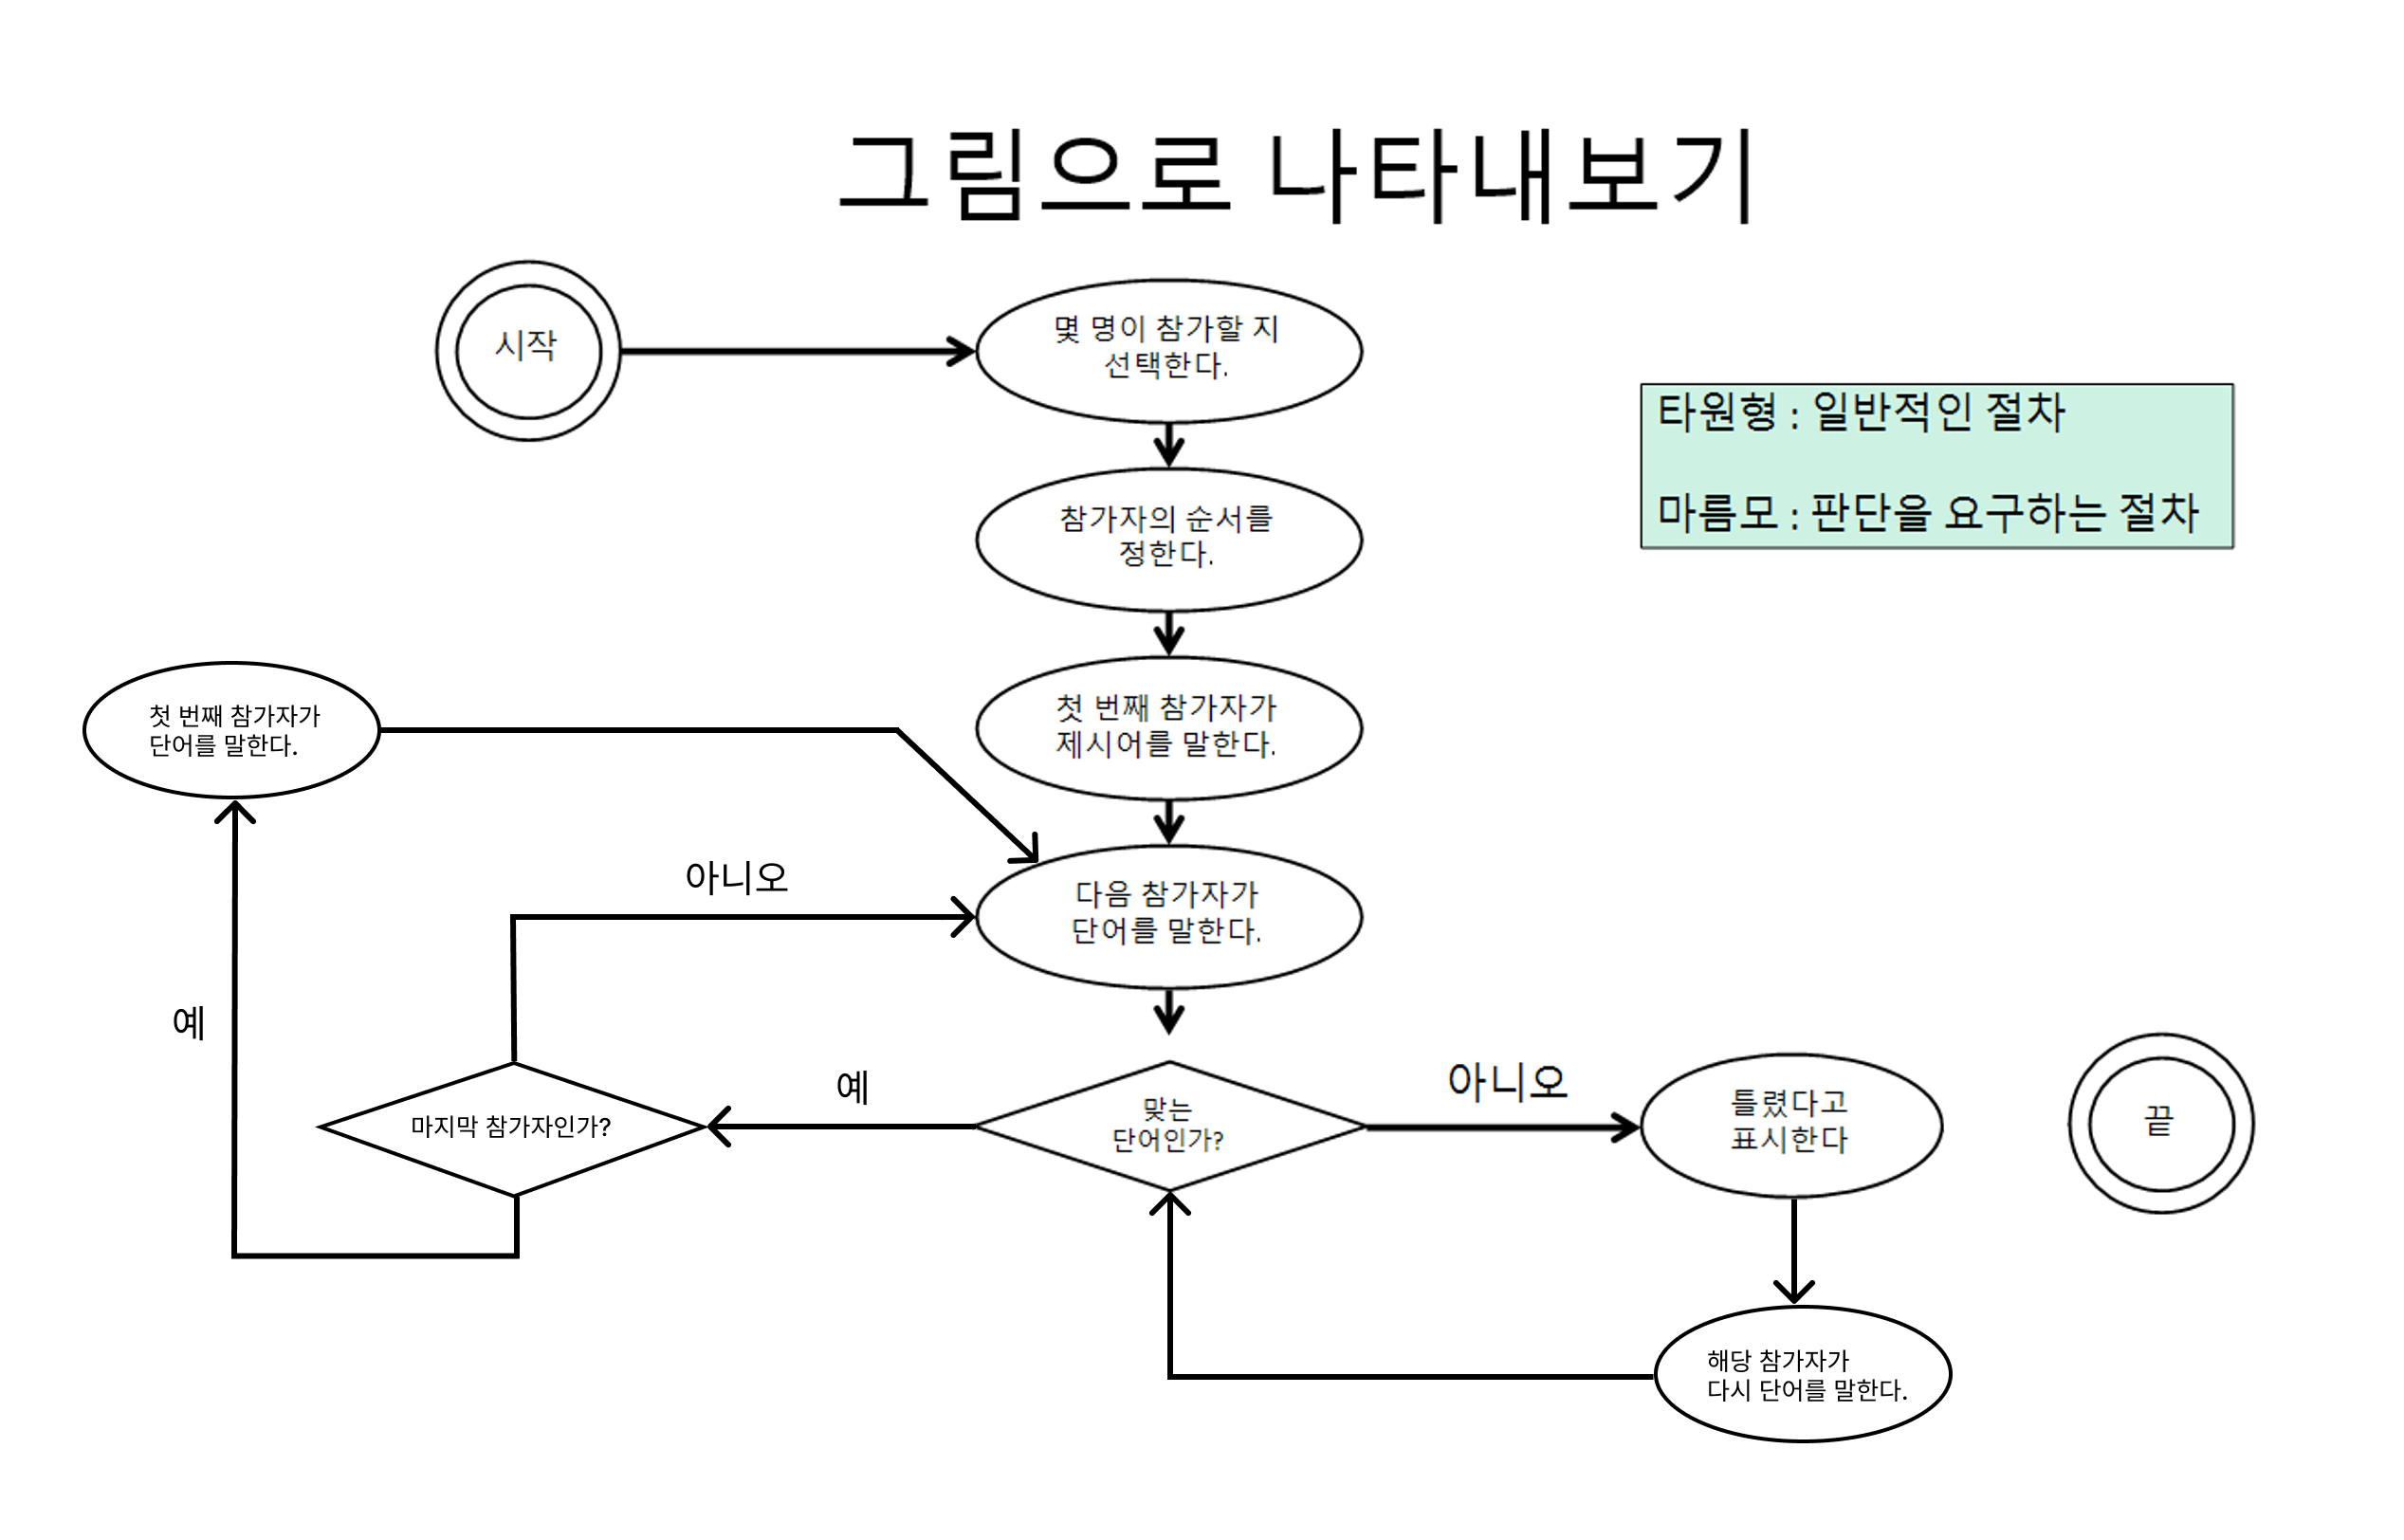 그림으로 나타내보기
시작
몇 명이 참가할 지
선택한다.
타원형 : 일반적인 절차
마름모 : 판단을 요구하는 절차
참가자의 순서를
정한다.
첫 번째 참가자가
제시어를 말한다.
첫 번째 참가자가
단어를 말한다.
아니오
다음 참가자가
단어를 말한다.
예
마지막 참가자인가?
예
맞는
단어인가?
아니오
틀렸다고
표시한다
끝
해당 참가자가
다시 단어를 말한다.